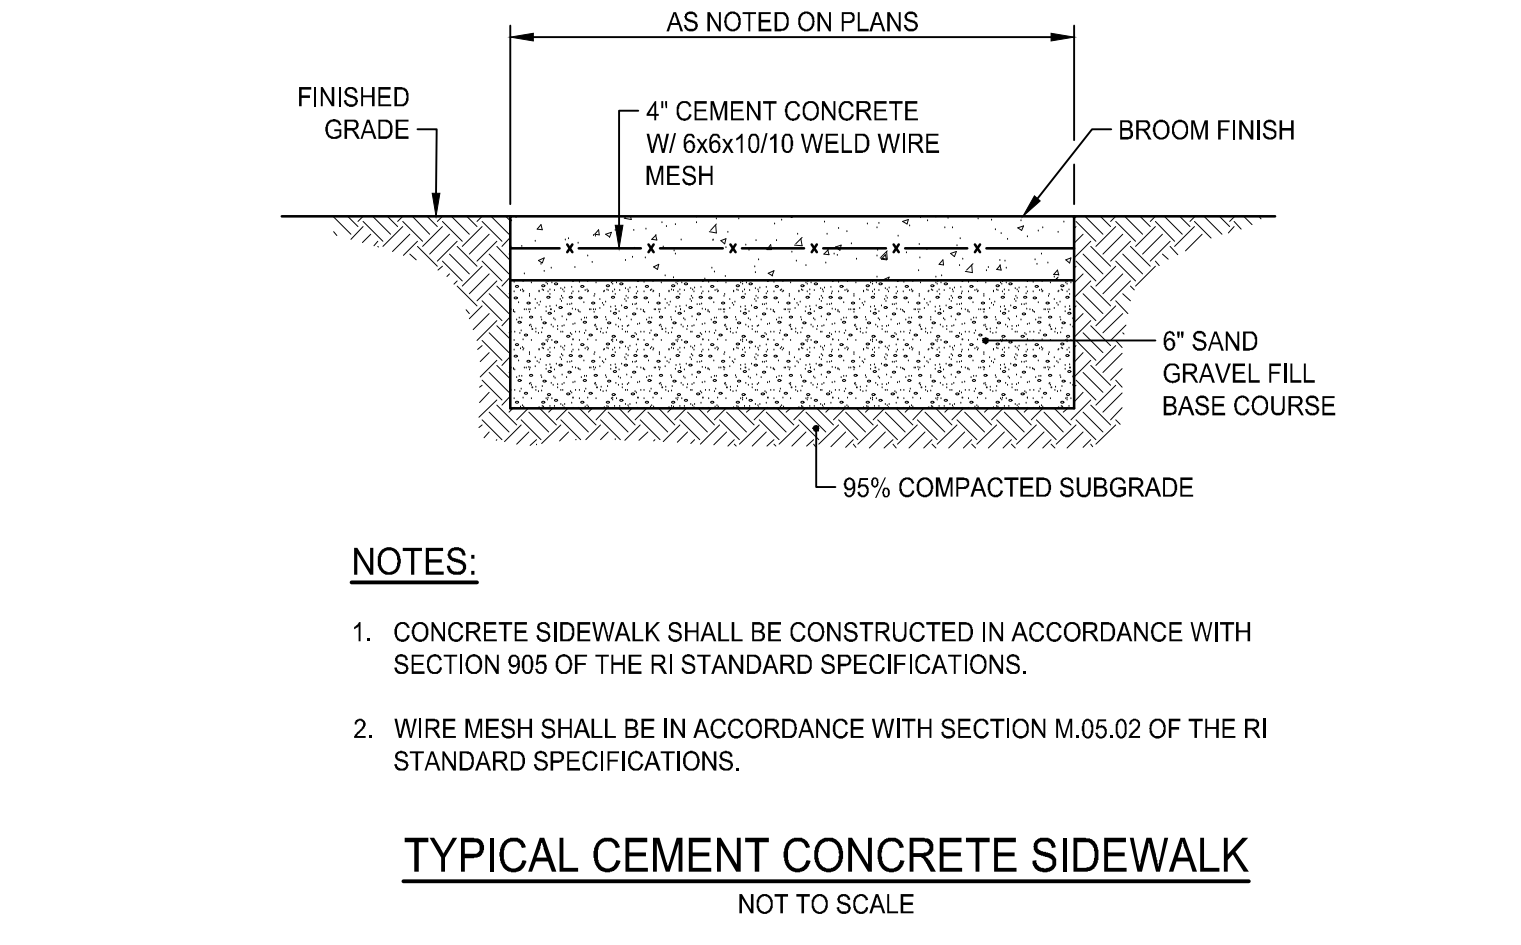 AS NOTED ON PLANS
FINISHED
GRADE
4" CEMENT CONCRETE
W/ 6x6x10/10 WELD WIRE
MESH
BROOM FINISH
6" SAND
GRAVEL FILL
BASE COURSE
95% COMPACTED SUBGRADE
NOTES:
1. CONCRETE SIDEWALK SHALL BE CONSTRUCTED IN ACCORDANCE WITH
SECTION 905 OF THE RI STANDARD SPECIFICATIONS.
2. WIRE MESH SHALL BE IN ACCORDANCE WITH SECTION M.05.02 OF THE RI
STANDARD SPECIFICATIONS.
TYPICAL CEMENT CONCRETE SIDEWALK
NOT TO SCALE